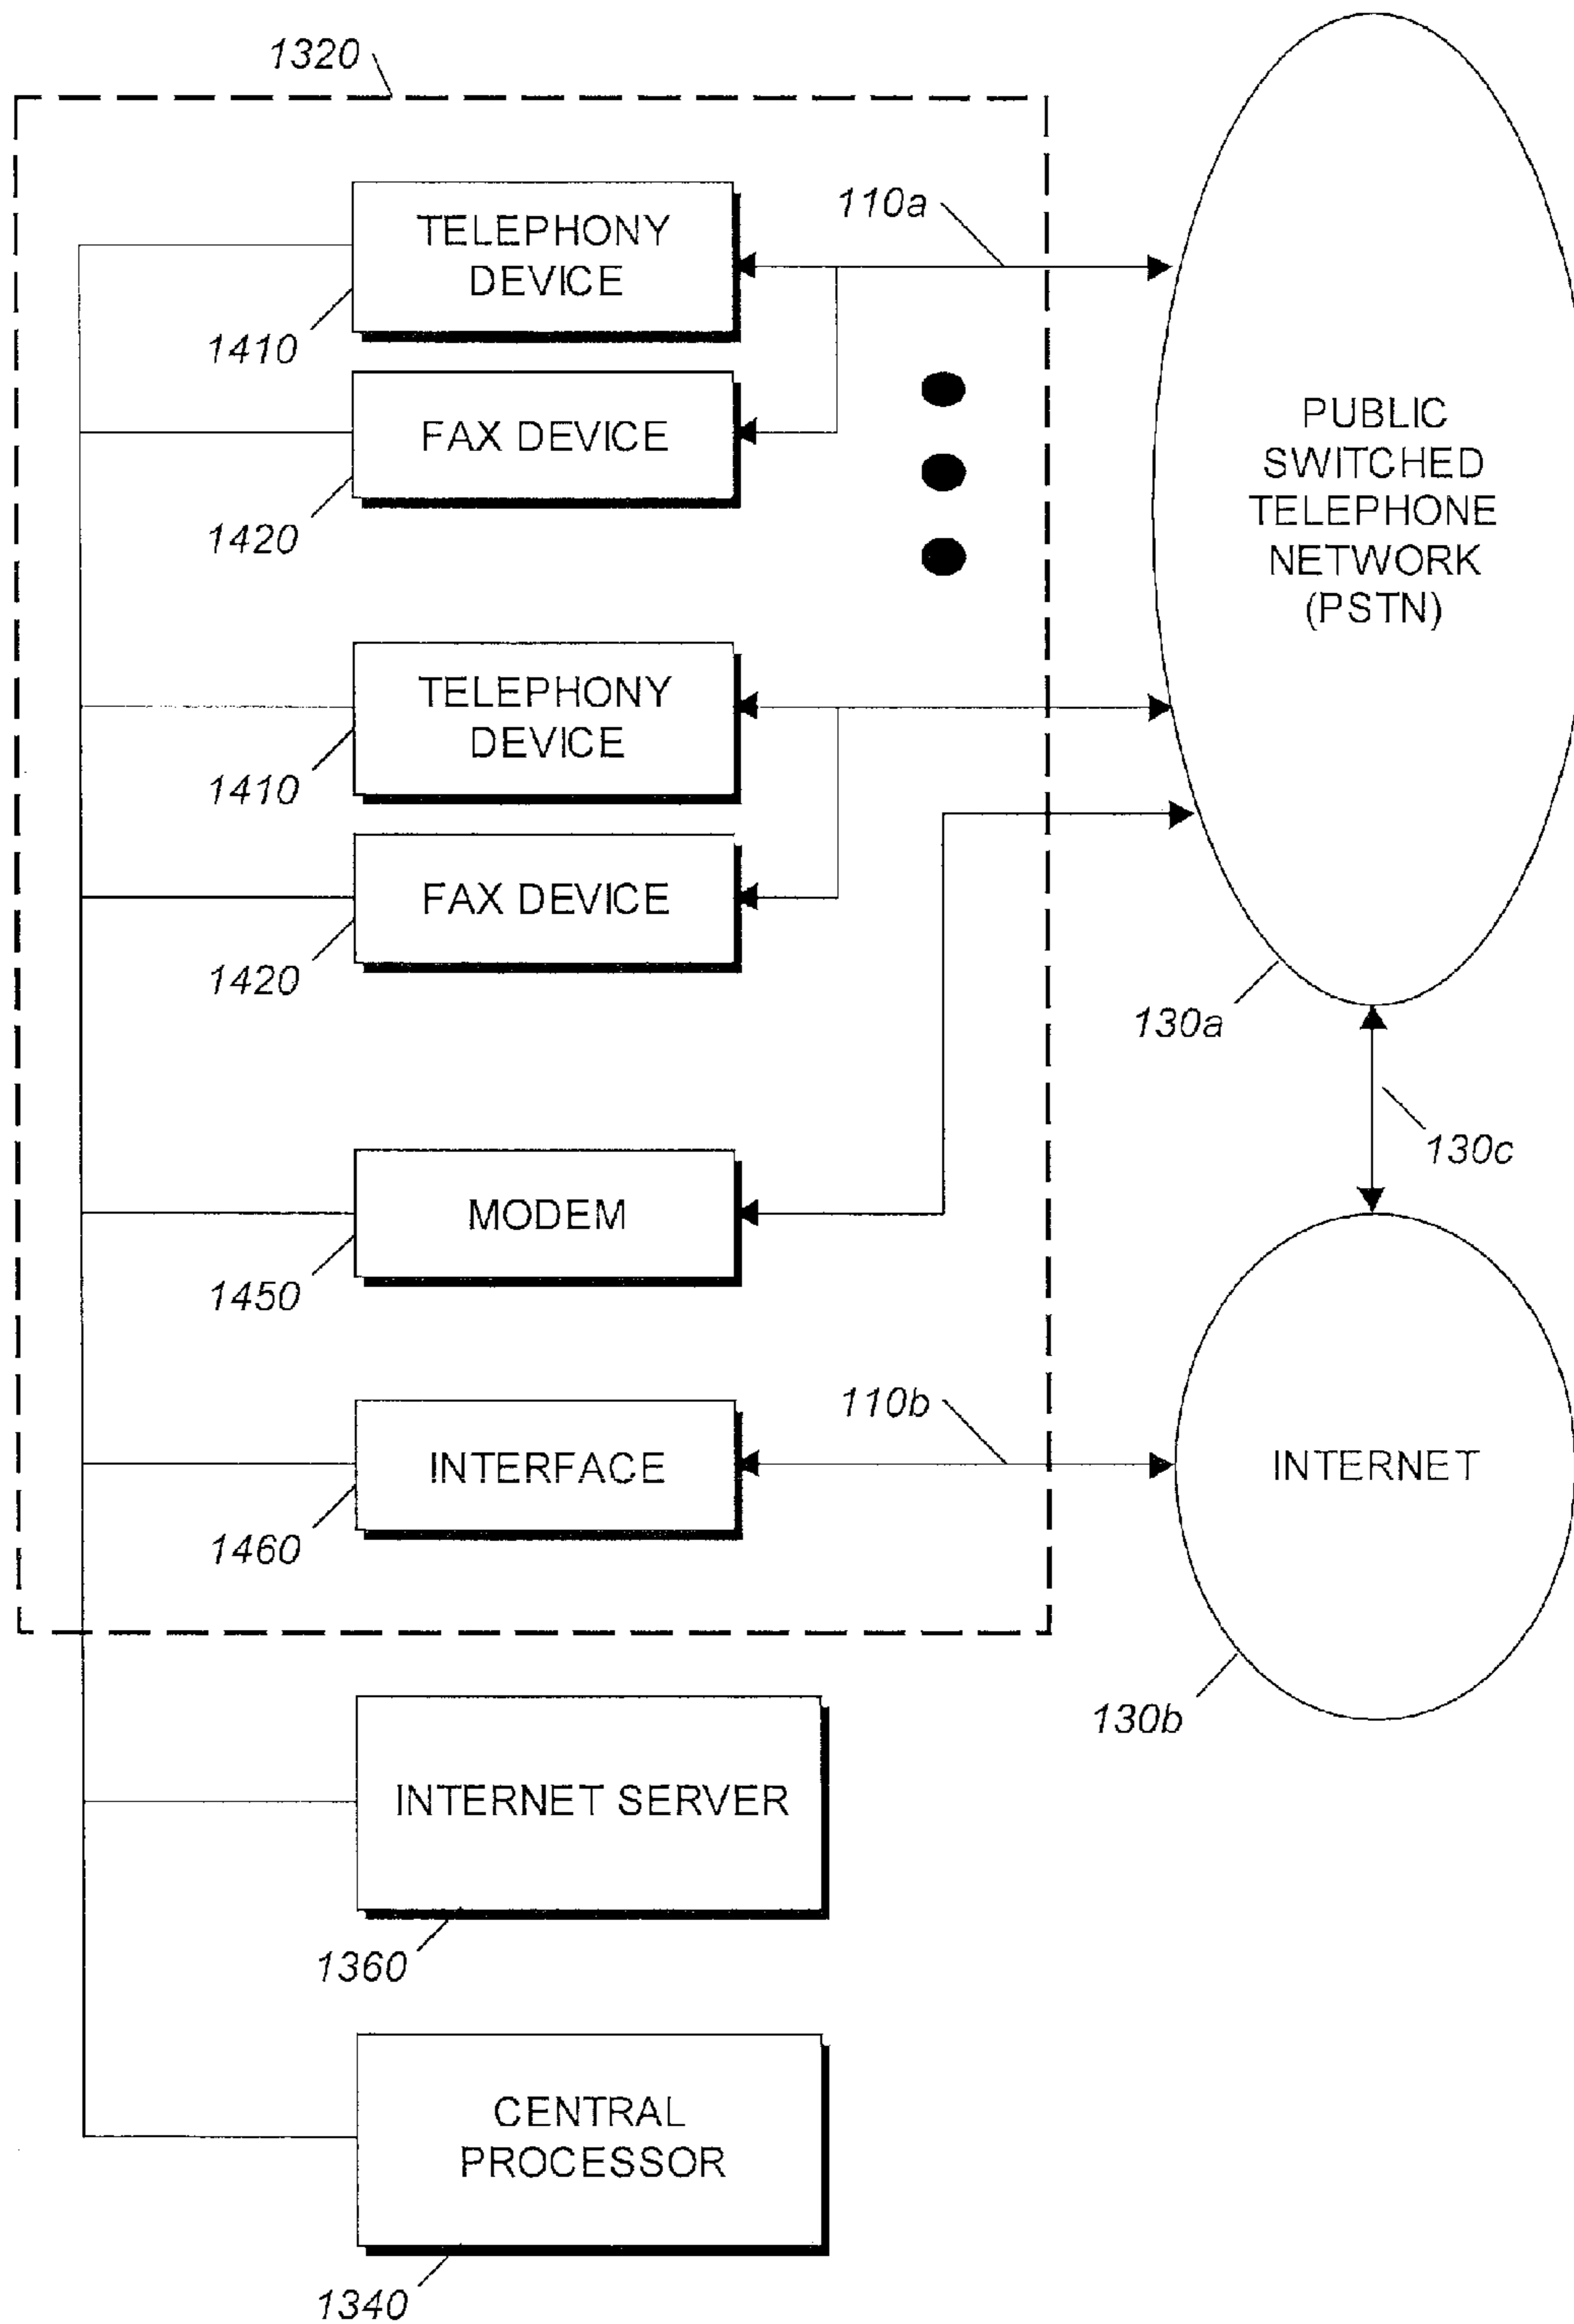 1320
TELEPHONY
DEVICE
1410
110a
FAX DEVICE
1420
PUBLIC
SWITCHED
TELEPHONE
NETWORK
(PSTN)
TELEPHONY
DEVICE
1410
FAX DEVICE
1420
130a
130c
MODEM
1450
INTERFACE
1460
110b
INTERNET
130b
INTERNET SERVER
1360
CENTRAL
PROCESSOR
1340